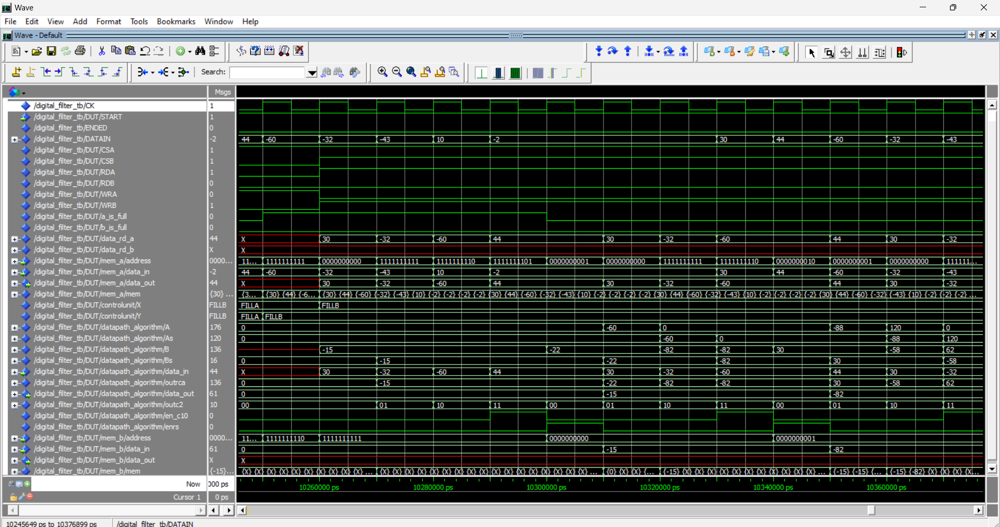 Wave
File Edit View Add Format Tools Bookmarks Window Help
Wave - Default
Search:
Msgs
/digital_filter_tb/CK 1
/digital_filter_tb/DUT/START 1
/digital_filter_tb/ENDED 0
/digital_filter_tb/DATAIN -2 44 -60 -32 -43 10 -2 30 44 -60 -32 -43
/digital_filter_tb/DUT/CSA 1
/digital_filter_tb/DUT/CSB 1
/digital_filter_tb/DUT/RDA 1
/digital_filter_tb/DUT/RDB 0
/digital_filter_tb/DUT/WRA 0
/digital_filter_tb/DUT/WRB 1
/digital_filter_tb/DUT/a_is_full 0
/digital_filter_tb/DUT/b_is_full 0
/digital_filter_tb/DUT/data_rd_a 44 X 30 -32 -60 44 30 -32 -60 44 30 -32
/digital_filter_tb/DUT/data_rd_b X X
/digital_filter_tb/DUT/mem_a/address 0000... 11... 1111111111 0000000000 1111111111 1111111110 1111111101 0000000001 0000000000 1111111111 1111111110 0000000010 0000000001 0000000000 111111...
/digital_filter_tb/DUT/mem_a/data_in -2 44 -60 -32 -43 10 -2 30 44 -60 -32 -43
/digital_filter_tb/DUT/mem_a/data_out 44 X 30 -32 -60 44 30 -32 -60 44 30 -32
/digital_filter_tb/DUT/mem_a/mem {30} ... {3... {30} {44} {-6... {30} {44} {-60} {-32} {-43} {10} {-2} {-2} {-2} {-2} {30} {44} {-60} {-32} {-43} {10} {-2} {-2} {-2} {-2} {30} {44} {-60} {-32} {-43} {10} {-2} {-2} {-2} {30} {44} {-60} {-32} {-43} {10} {-2} {-2} {-2} ...
/digital_filter_tb/DUT/controlunit/X FILLB FILLA FILLB
/digital_filter_tb/DUT/controlunit/Y FILLB FILLA FILLB
/digital_filter_tb/DUT/datapath_algorithm/A 176 0 -60 0 -88 120 0
/digital_filter_tb/DUT/datapath_algorithm/As 120 0 -60 0 -88 120
/digital_filter_tb/DUT/datapath_algorithm/B 136 -15 -22 -82 -82 30 -58 62
/digital_filter_tb/DUT/datapath_algorithm/Bs 16 0 -15 -22 -82 30 -58
/digital_filter_tb/DUT/datapath_algorithm/data_in 44 X 30 -32 -60 44 30 -32 -60 44 30 -32
/digital_filter_tb/DUT/datapath_algorithm/outrca 136 0 -15 -22 -82 -82 30 -58 62
/digital_filter_tb/DUT/datapath_algorithm/data_out 61 0 -15 -82
/digital_filter_tb/DUT/datapath_algorithm/outc2 10 00 01 10 11 00 01 10 11 00 01 10 11
/digital_filter_tb/DUT/datapath_algorithm/en_c10 0
/digital_filter_tb/DUT/datapath_algorithm/enrs 0
/digital_filter_tb/DUT/mem_b/address 0000... 11... 1111111110 1111111111 0000000000 0000000001
/digital_filter_tb/DUT/mem_b/data_in 61 0 -15 -82
/digital_filter_tb/DUT/mem_b/data_out X X
/digital_filter_tb/DUT/mem_b/mem {-15}... {X} {X} {X} {X} {X} {X} {X} {X} {X} {X} ... {X} {X} {X} {X} {X} {X} {X} {X} {X} {X} {X} {X} {X} {X} {X} {X} {X} ... {0} {X} {X} {... {-15} {X} {X} {X} {X} {X} {X} {X} {X} {X} {X} {X} {X} ... {-15} {-15} {... {-15} {-82} {X} {X} {X} {X...
Now 000 ps
10260000 ps 10280000 ps 10300000 ps 10320000 ps 10340000 ps 10360000 ps
Cursor 1 0 ps
10245649 ps to 10376899 ps /digital_filter_tb/DATAIN